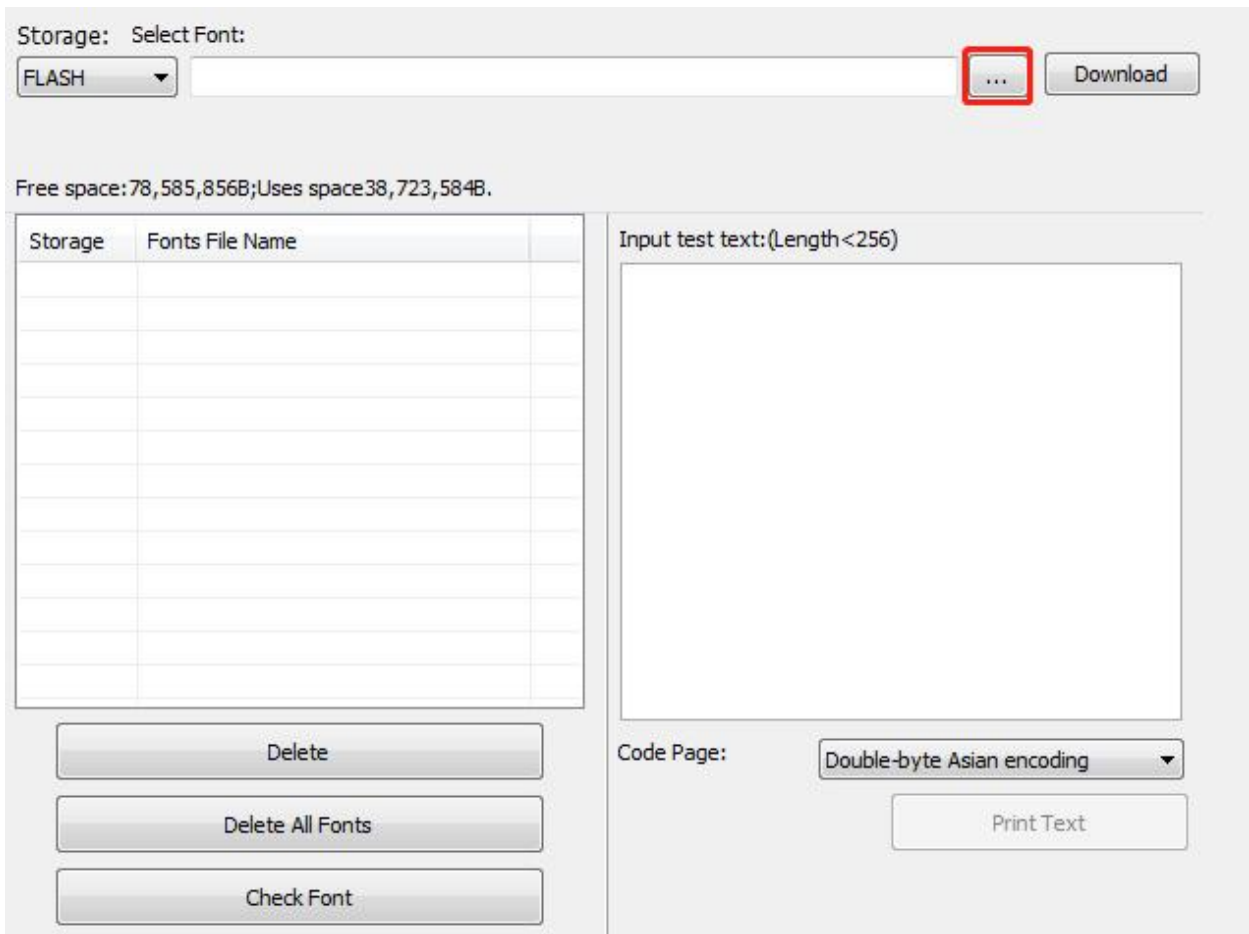 Storage: Select Font:
FLASH ... Download
Free space:78,585,856B;Uses space38,723,584B.
Storage Fonts File Name
Input test text:(Length<256)
Delete
Delete All Fonts
Check Font
Code Page: Double-byte Asian encoding
Print Text